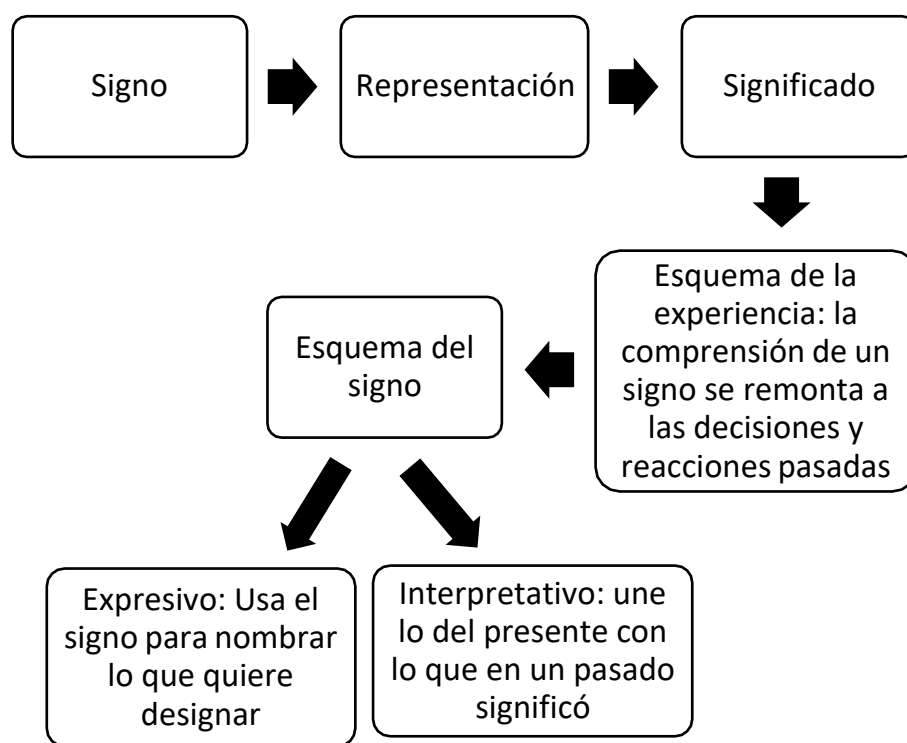 Signo
Representación
Significado
Esquema de la
experiencia: la
comprensión de un
signo se remonta a
las decisiones y
reacciones pasadas
Esquema del
signo
Expresivo: Usa el
signo para nombrar
lo que quiere
designar
Interpretativo: une
lo del presente con
lo que en un pasado
significó